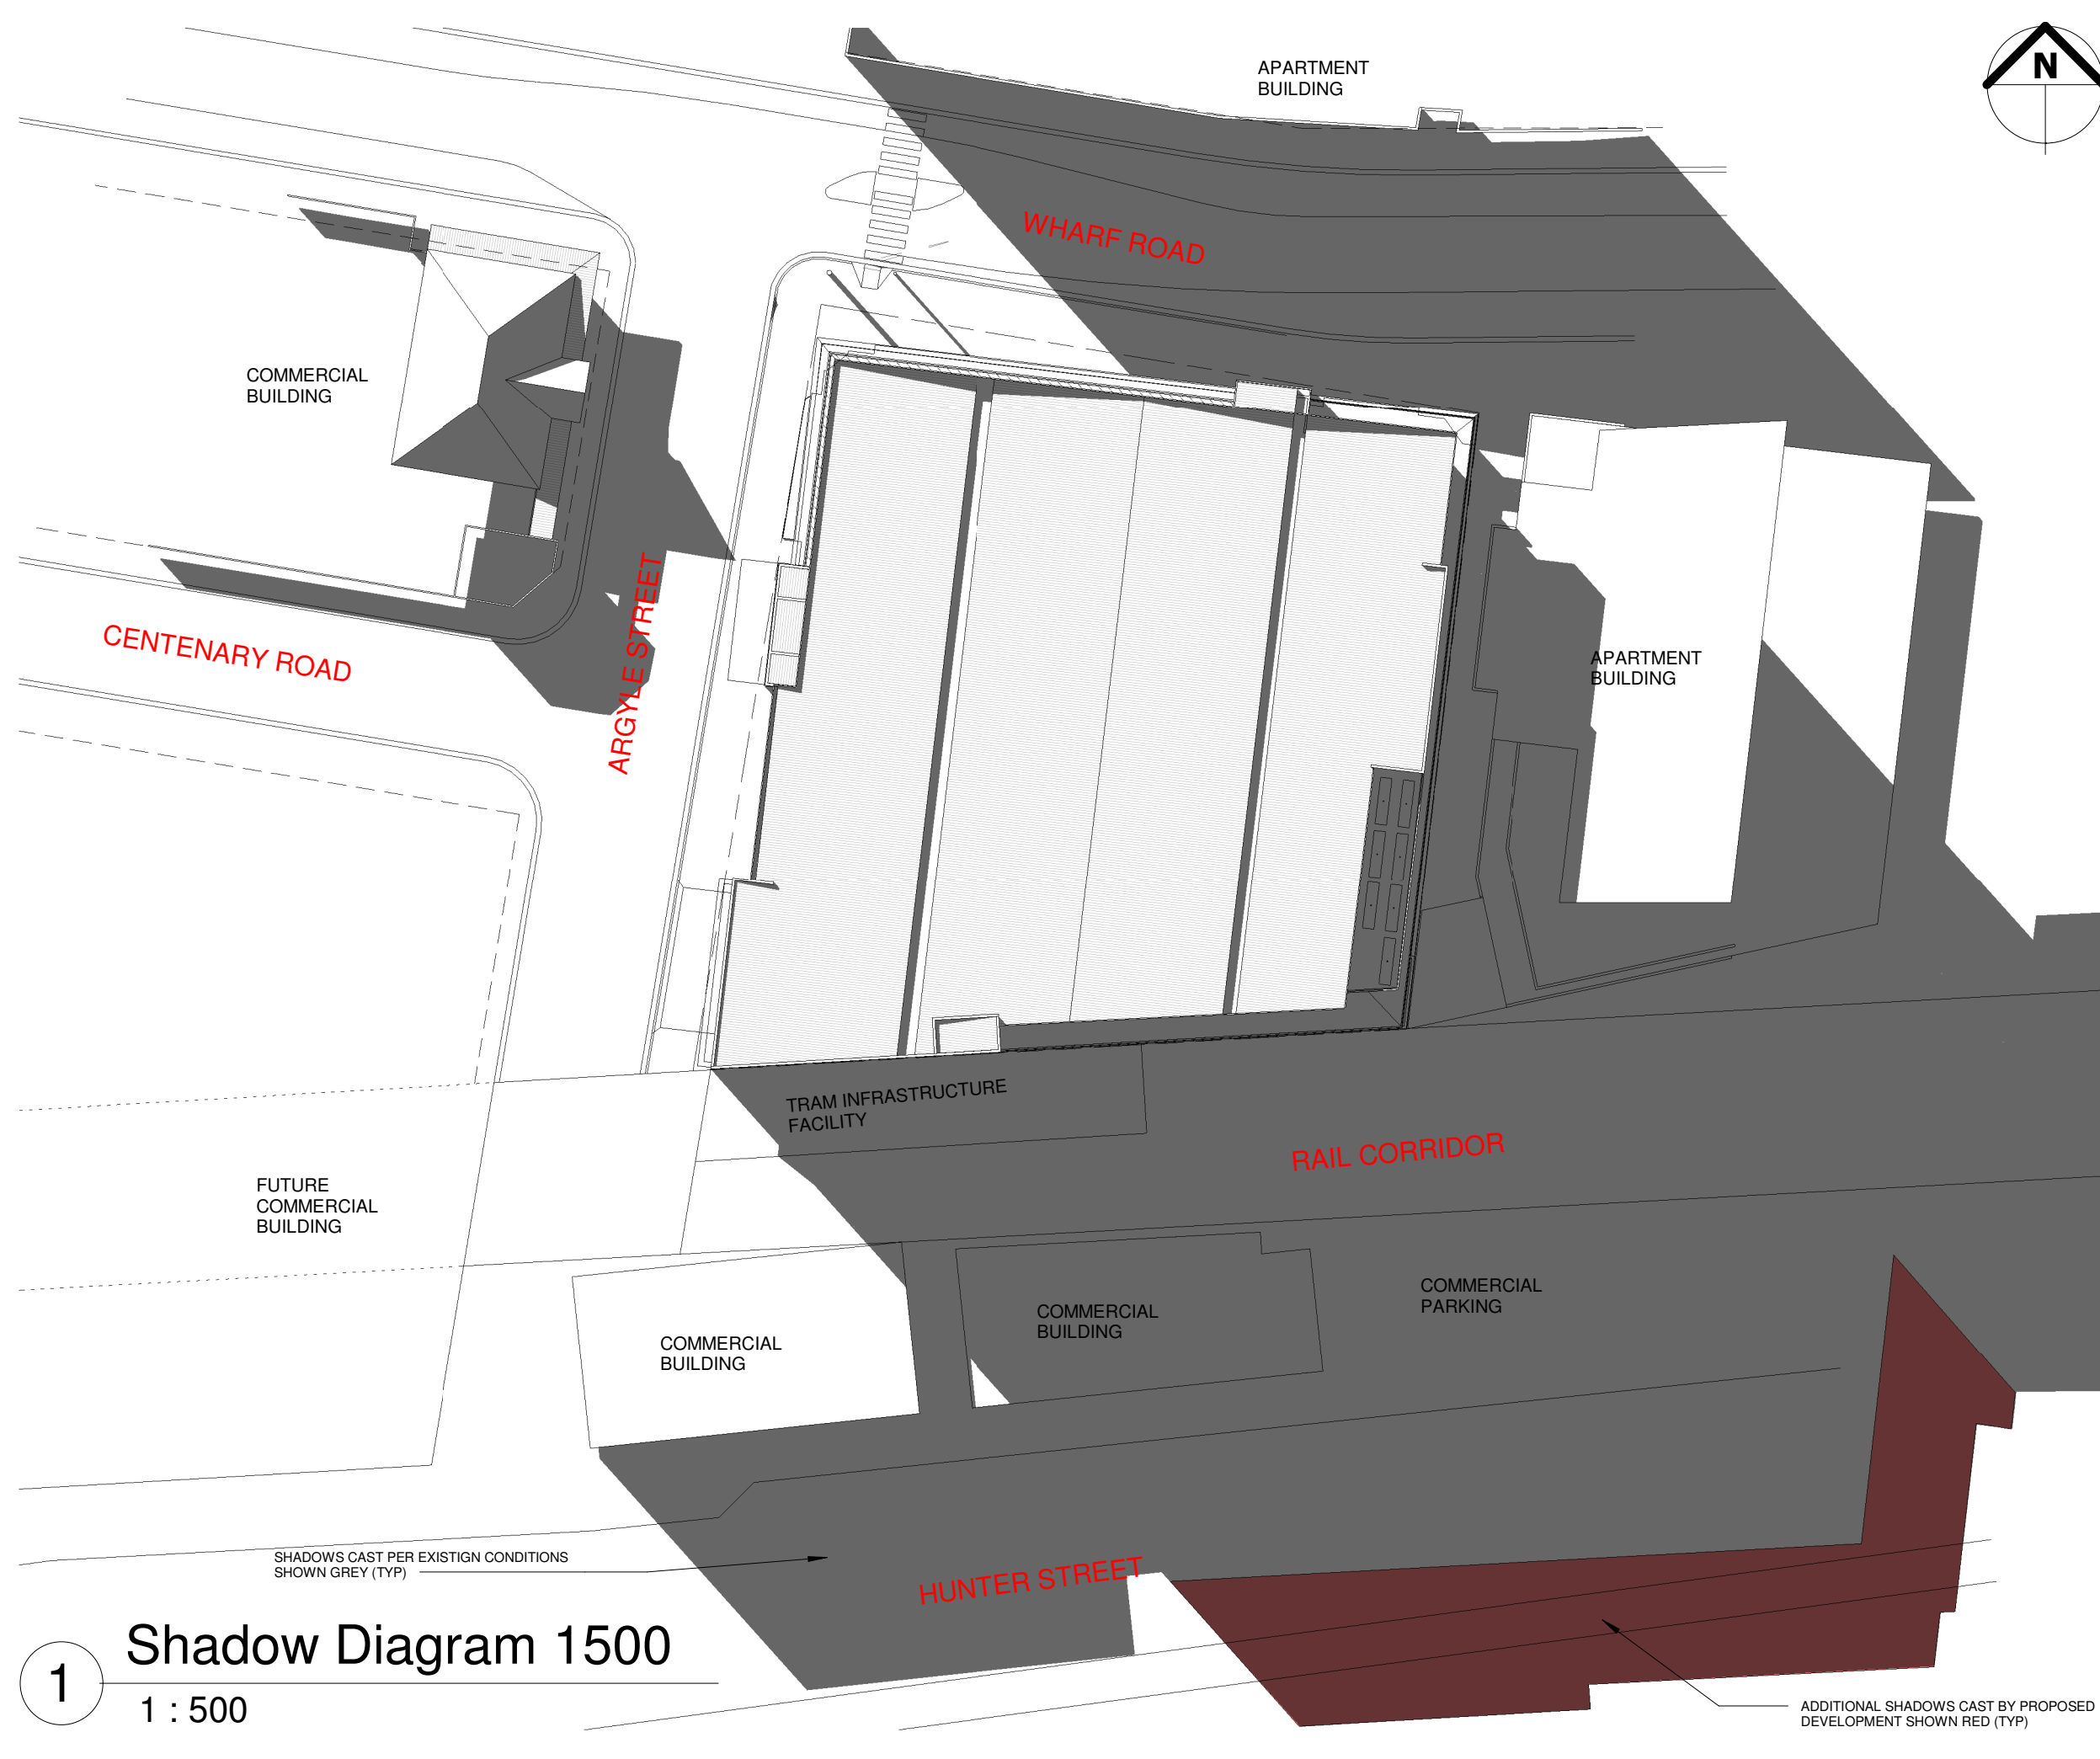 APARTMENT
BUILDING
N
WHARF ROAD
COMMERCIAL
BUILDING
CENTENARY ROAD
ARGYLE STREET
APARTMENT
BUILDING
TRAM INFRASTRUCTURE
FACILITY
RAIL CORRIDOR
FUTURE
COMMERCIAL
BUILDING
COMMERCIAL
BUILDING
COMMERCIAL
BUILDING
COMMERCIAL
PARKING
SHADOWS CAST PER EXISTIGN CONDITIONS
SHOWN GREY (TYP)
HUNTER STREET
1
Shadow Diagram 1500
1 : 500
ADDITIONAL SHADOWS CAST BY PROPOSED
DEVELOPMENT SHOWN RED (TYP)